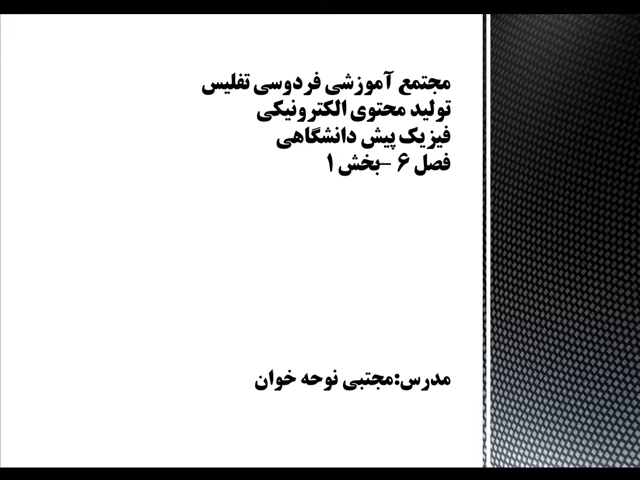 مجتمع آموزشی فردوسی تفلیس
تولید محتوی الکترونیکی
فیزیک پیش دانشگاهی
فصل ۶ –بخش ۱
مدرس:مجتبی نوحه خوان